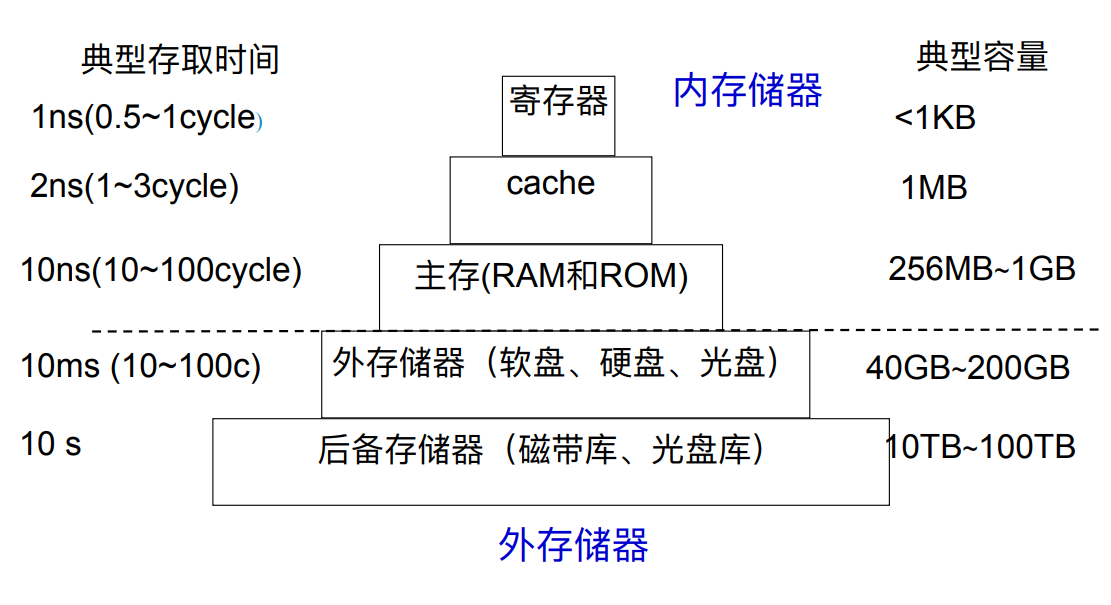 典型存取时间
典型容量
内存储器
1ns(0.5~1cycle)
寄存器
<1KB
2ns(1~3cycle)
cache
1MB
10ns(10~100cycle)
主存(RAM和ROM)
256MB~1GB
10ms (10~100c)
外存储器（软盘、硬盘、光盘）
40GB~200GB
10 s
后备存储器（磁带库、光盘库）
10TB~100TB
外存储器